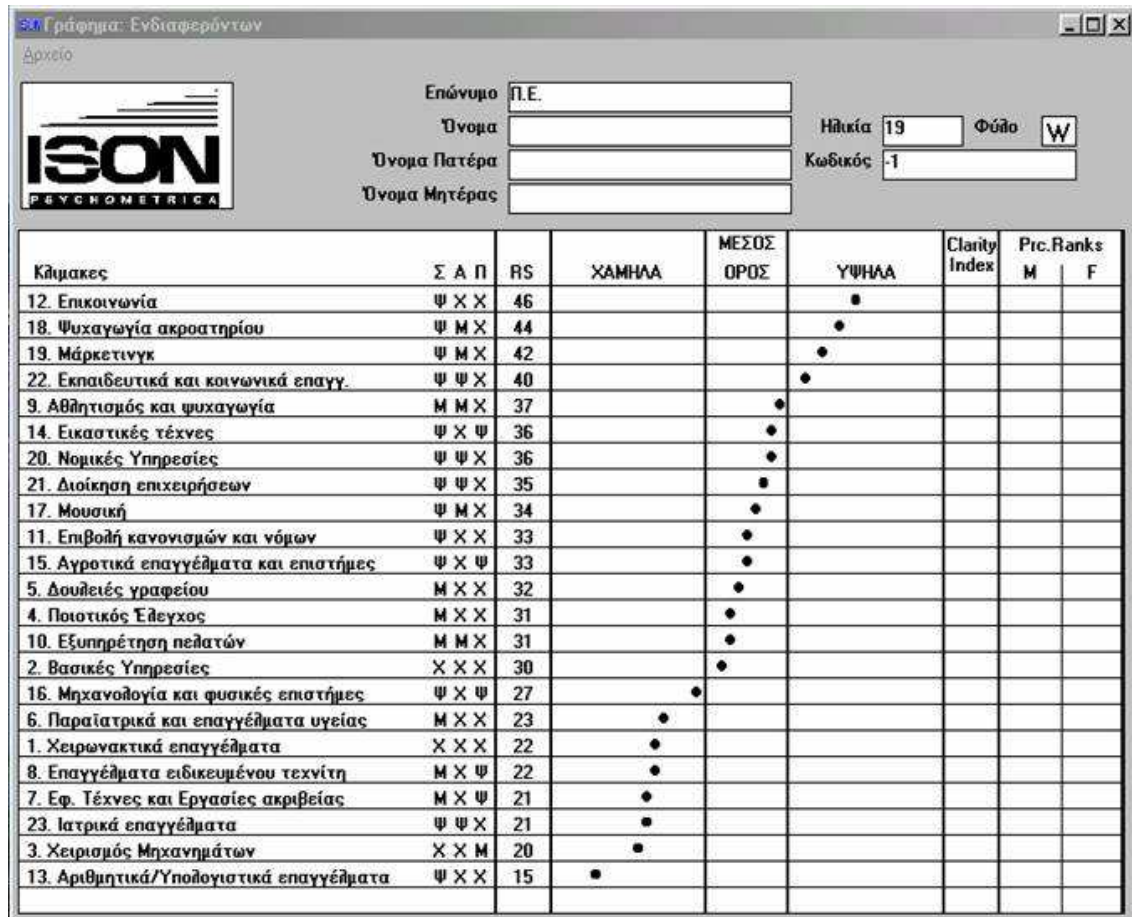 Γράφημα: Ενδιαφερόντων
Αρχείο
ISON
PSYCHOMETRICA
Επώνυμο Π.Ε.
Όνομα
Ηλικία 19 Φύλο W
Όνομα Πατέρα
Κωδικός -1
Όνομα Μητέρας
Κλιμακες Σ Α Π RS ΧΑΜΗΛΑ ΜΕΣΟΣ ΟΡΟΣ ΥΨΗΛΑ Clarity Index Prc.Ranks M F
12. Επικοινωνία Ψ Χ Χ 46
18. Ψυχαγωγία ακροατηρίου Ψ Μ Χ 44
19. Μάρκετινγκ Ψ Μ Χ 42
22. Εκπαιδευτικά και κοινωνικά επαγγ. Ψ Ψ Χ 40
9. Αθλητισμός και ψυχαγωγία Μ Μ Χ 37
14. Εικαστικές τέχνες Ψ Χ Ψ 36
20. Νομικές Υπηρεσίες Ψ Ψ Χ 36
21. Διοίκηση επιχειρήσεων Ψ Ψ Χ 35
17. Μουσική Ψ Μ Χ 34
11. Επιβολή κανονισμών και νόμων Ψ Χ Χ 33
15. Αγροτικά επαγγέλματα και επιστήμες Ψ Χ Ψ 33
5. Δουλειές γραφείου Μ Χ Χ 32
4. Ποιοτικός Έλεγχος Μ Χ Χ 31
10. Εξυπηρέτηση πελατών Μ Μ Χ 31
2. Βασικές Υπηρεσίες Χ Χ Χ 30
16. Μηχανολογία και φυσικές επιστήμες Ψ Χ Ψ 27
6. Παραϊατρικά και επαγγέλματα υγείας Μ Χ Χ 23
1. Χειρωνακτικά επαγγέλματα Χ Χ Χ 22
8. Επαγγέλματα ειδικευμένου τεχνίτη Μ Χ Ψ 22
7. Εφ. Τέχνες και Εργασίες ακριβείας Μ Χ Ψ 21
23. Ιατρικά επαγγέλματα Ψ Ψ Χ 21
3. Χειρισμός Μηχανημάτων Χ Χ Μ 20
13. Αριθμητικά/Υπολογιστικά επαγγέλματα Ψ Χ Χ 15